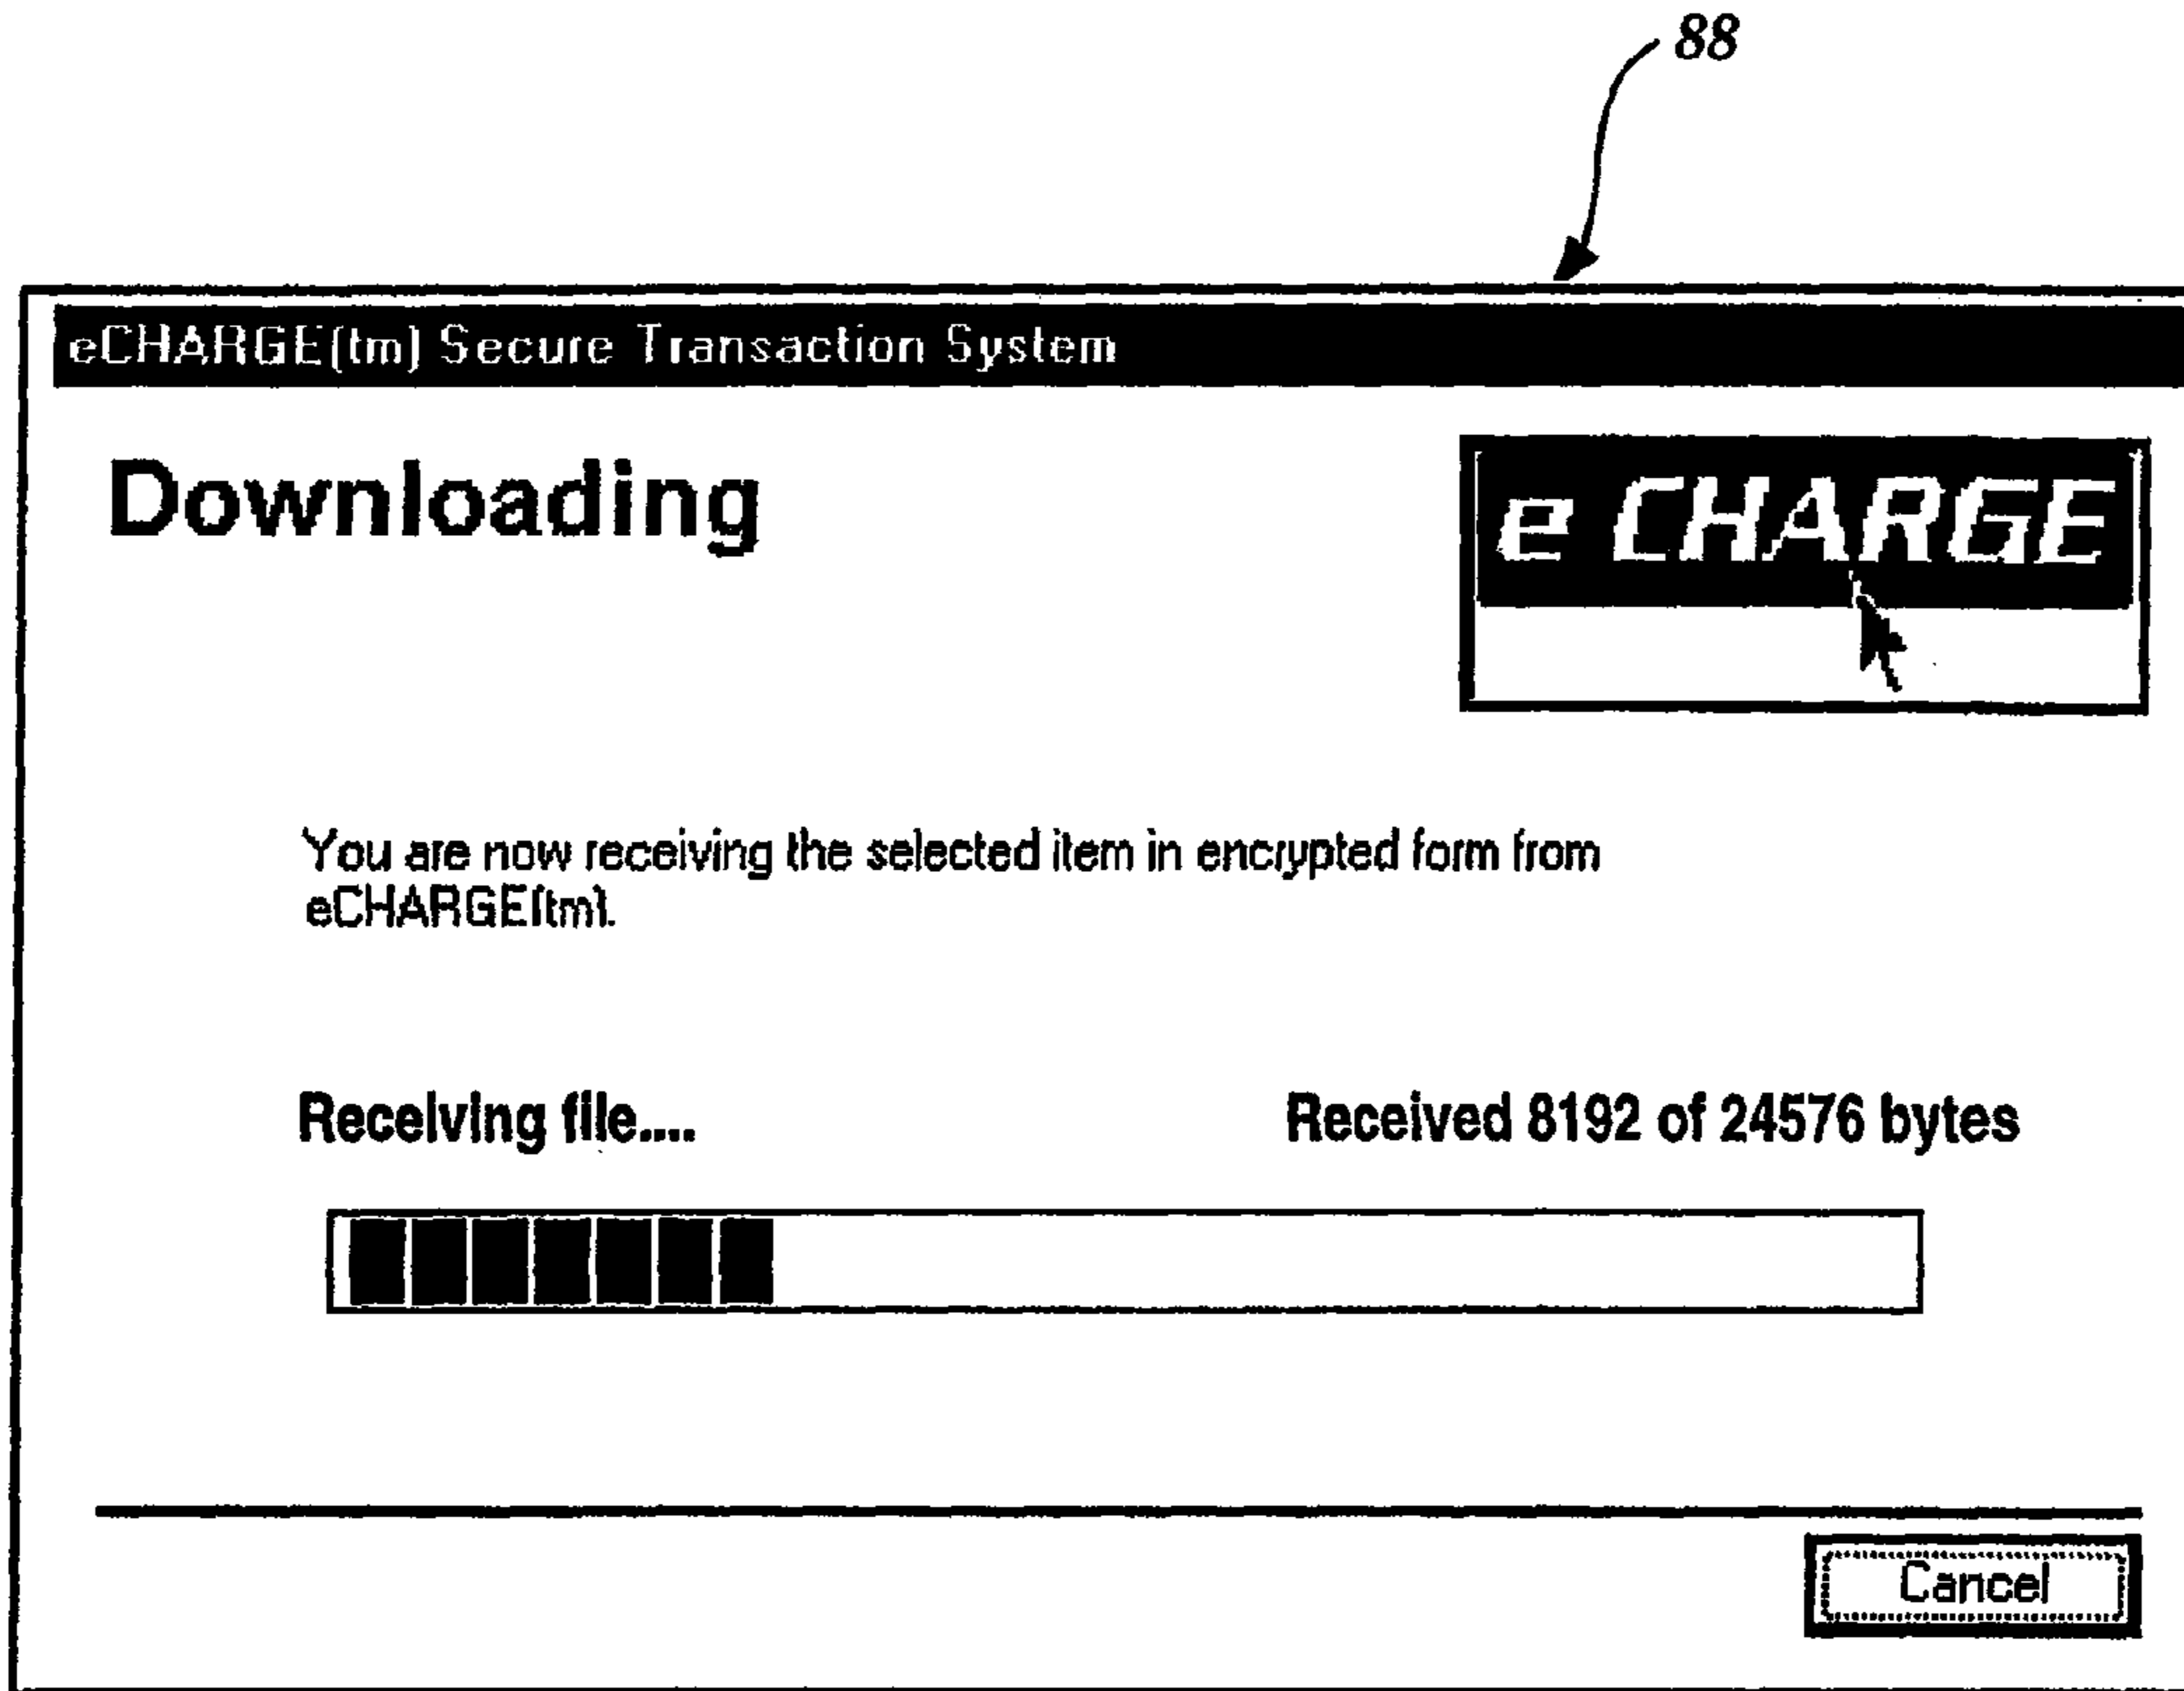 88
eCHARGE(tm) Secure Transaction System
Downloading
e CHARGE
You are now receiving the selected item in encrypted form from
eCHARGE(tm).
Receiving file....
Received 8192 of 24576 bytes
Cancel